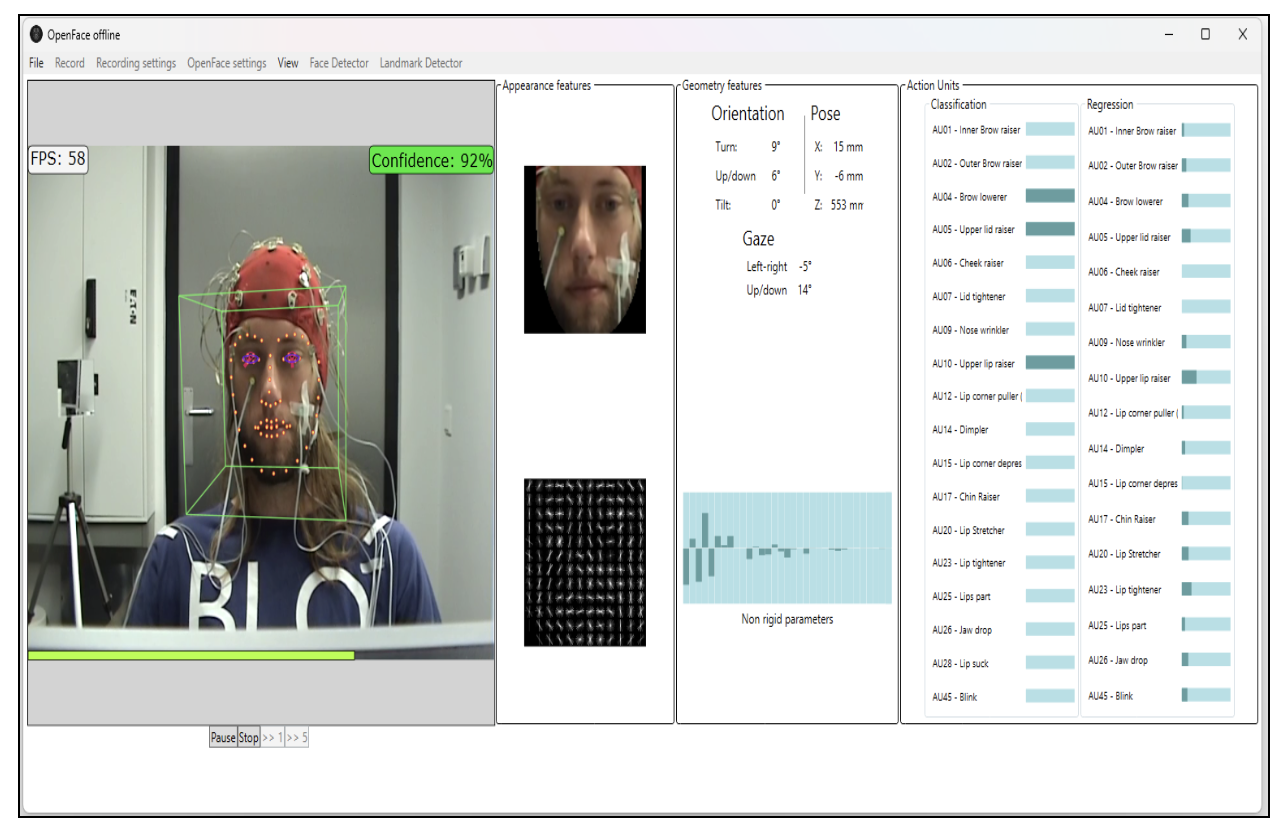 OpenFace offline
File Record Recording settings OpenFace settings View Face Detector Landmark Detector
FPS: 58
Confidence: 92%
E·T·N
BLO
Pause Stop >> 1 >> 5
Appearance features
Geometry features
Orientation
Turn: 9°
Up/down 6°
Tilt: 0°
Pose
X: 15 mm
Y: -6 mm
Z: 553 mm
Gaze
Left-right -5°
Up/down 14°
Non rigid parameters
Action Units
Classification
AU01 - Inner Brow raiser
AU02 - Outer Brow raiser
AU04 - Brow lowerer
AU05 - Upper lid raiser
AU06 - Cheek raiser
AU07 - Lid tightener
AU09 - Nose wrinkler
AU10 - Upper lip raiser
AU12 - Lip corner puller (
AU14 - Dimpler
AU15 - Lip corner depres
AU17 - Chin Raiser
AU20 - Lip Stretcher
AU23 - Lip tightener
AU25 - Lips part
AU26 - Jaw drop
AU28 - Lip suck
AU45 - Blink
Regression
AU01 - Inner Brow raiser
AU02 - Outer Brow raiser
AU04 - Brow lowerer
AU05 - Upper lid raiser
AU06 - Cheek raiser
AU07 - Lid tightener
AU09 - Nose wrinkler
AU10 - Upper lip raiser
AU12 - Lip corner puller (
AU14 - Dimpler
AU15 - Lip corner depres
AU17 - Chin Raiser
AU20 - Lip Stretcher
AU23 - Lip tightener
AU25 - Lips part
AU26 - Jaw drop
AU45 - Blink